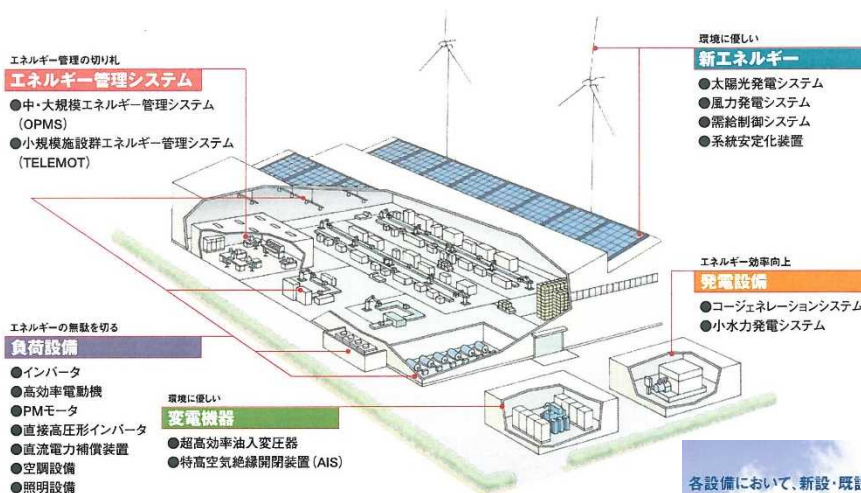 エネルギー管理の切り札
エネルギー管理システム
●中・大規模エネルギー管理システム
(OPMS)
●小規模施設群エネルギー管理システム
(TELEMOT)
環境に優しい
新エネルギー
●太陽光発電システム
●風力発電システム
●需給制御システム
●系統安定化装置
エネルギー効率向上
発電設備
●コージェネレーションシステム
●小水力発電システム
エネルギーの無駄を切る
負荷設備
●インバータ
●高効率電動機
●PMモータ
●直接高圧形インバータ
●直流電力補償装置
●空調設備
●照明設備
環境に優しい
変電機器
●超高効率油入変圧器
●特高空気絶縁開閉装置(AIS)
各設備において、新設・既設